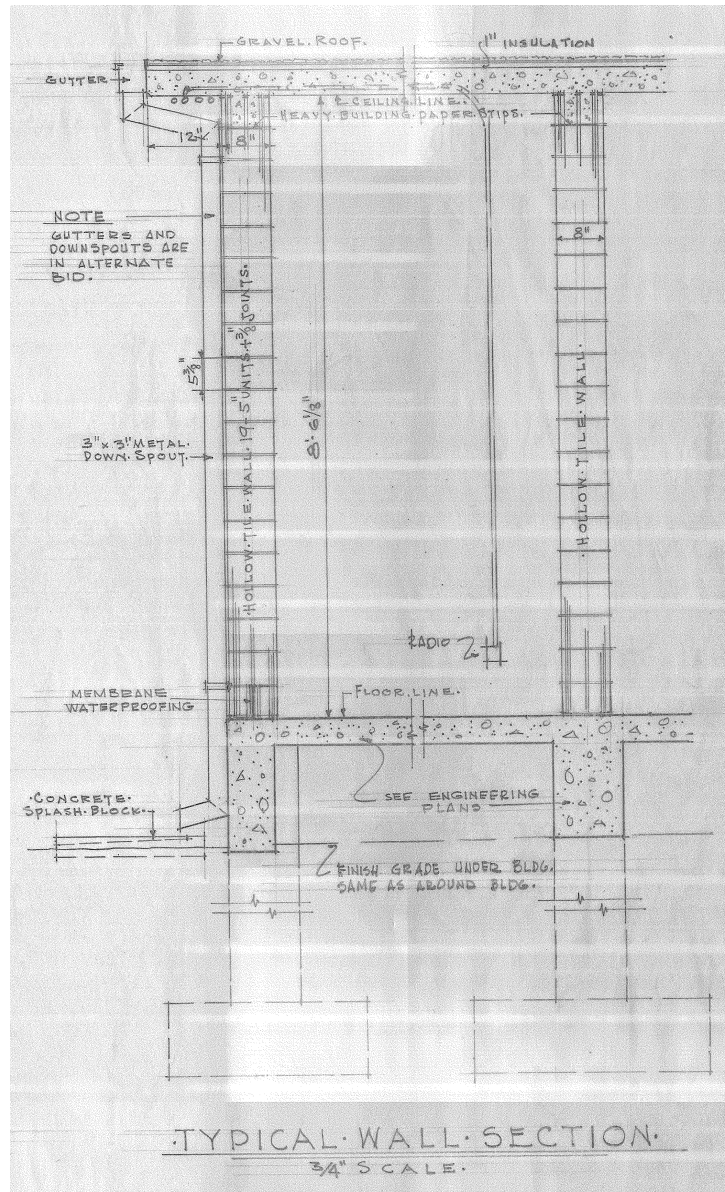 GRAVEL ROOF.
1" INSULATION
GUTTER
CEILING LINE.
HEAVY BUILDING PAPER STIPS.
12"
8"
NOTE
GUTTERS AND
DOWNSPOUTS ARE
IN ALTERNATE
BID.
8"
5 3/8"
HOLLOW·TILE·WALL·19-5"UNITS+3/8"JOINTS.
8'·6 1/8"
·HOLLOW·TILE·WALL·
3" x 3" METAL·
DOWN·SPOUT·
RADIO
MEMBRANE
WATERPROOFING
FLOOR·LINE·
SEE ENGINEERING
PLANS
·CONCRETE·
SPLASH·BLOCK·
FINISH GRADE UNDER BLDG.
SAME AS AROUND BLDG.
·TYPICAL·WALL·SECTION·
3/4" SCALE·